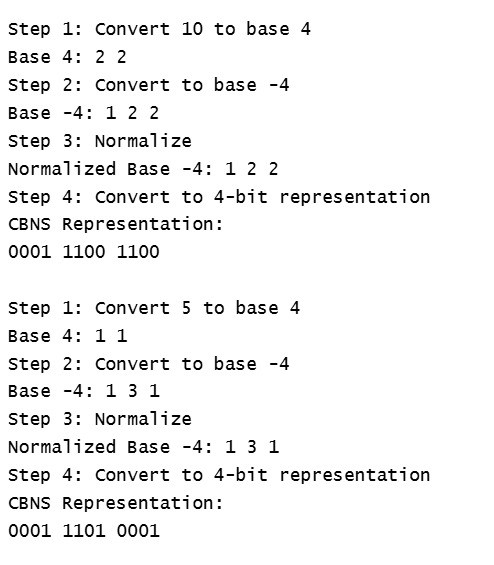 Step 1: Convert 10 to base 4
Base 4: 2 2
Step 2: Convert to base -4
Base -4: 1 2 2
Step 3: Normalize
Normalized Base -4: 1 2 2
Step 4: Convert to 4-bit representation
CBNS Representation:
0001 1100 1100
Step 1: Convert 5 to base 4
Base 4: 1 1
Step 2: Convert to base -4
Base -4: 1 3 1
Step 3: Normalize
Normalized Base -4: 1 3 1
Step 4: Convert to 4-bit representation
CBNS Representation:
0001 1101 0001